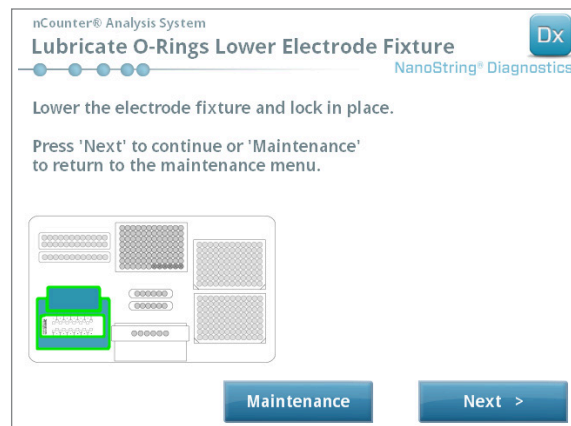 nCounter® Analysis System
Lubricate O-Rings Lower Electrode Fixture
Dx
NanoString® Diagnostics
Lower the electrode fixture and lock in place.
Press 'Next' to continue or 'Maintenance'
to return to the maintenance menu.
Maintenance
Next >